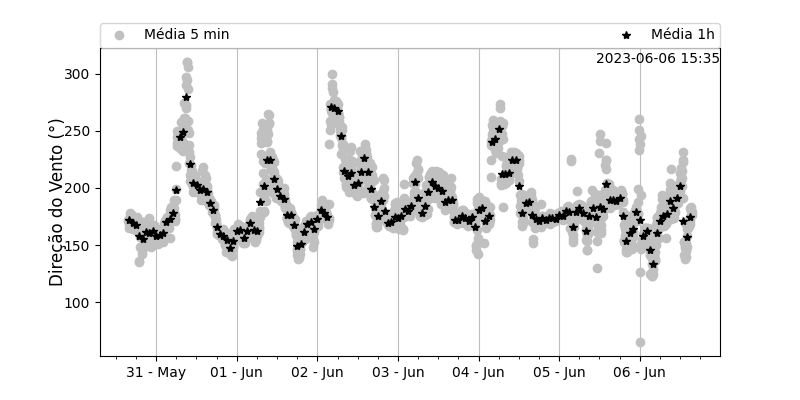 Média 5 min
Média 1h
2023-06-06 15:35
Direção do Vento (°)
300
250
200
150
100
31 - May
01 - Jun
02 - Jun
03 - Jun
04 - Jun
05 - Jun
06 - Jun